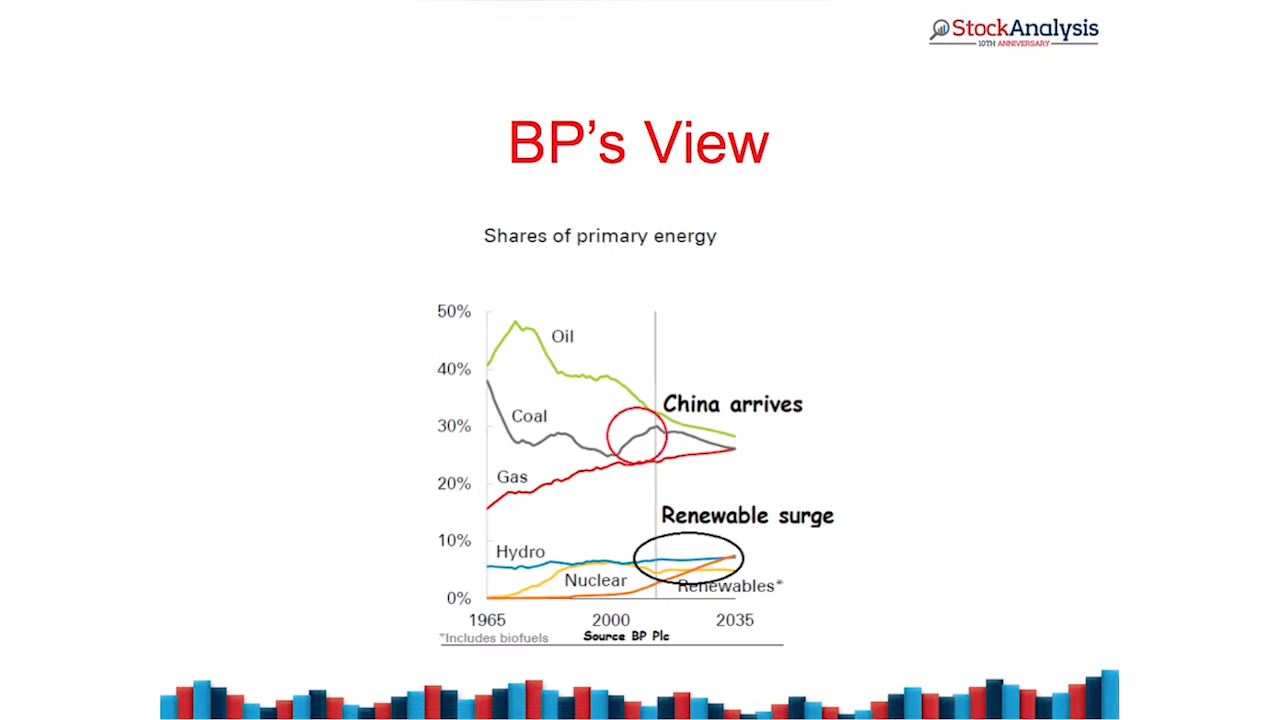 StockAnalysis
10TH ANNIVERSARY
BP's View
Shares of primary energy
50%
Oil
40%
China arrives
Coal
30%
Gas
20%
Renewable surge
10%
Hydro
Nuclear
Renewables*
0%
1965 2000 2035
*Includes biofuels
Source BP Plc